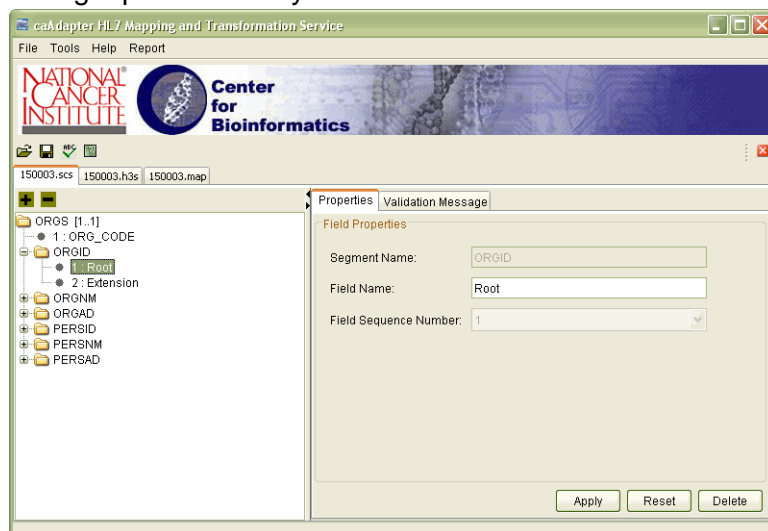 caAdapter HL7 Mapping and Transformation Service
File Tools Help Report
NATIONAL
CANCER
INSTITUTE
Center
for
Bioinformatics
150003.scs 150003.h3s 150003.map
Properties Validation Message
ORGS [1..1]
1 : ORG_CODE
ORGID
1 : Root
2 : Extension
ORGNM
ORGAD
PERSID
PERSNM
PERSAD
Field Properties
Segment Name: ORGID
Field Name: Root
Field Sequence Number: 1
Apply Reset Delete